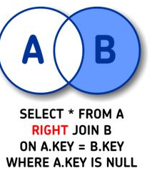 A B
SELECT * FROM A
RIGHT JOIN B
ON A.KEY = B.KEY
WHERE A.KEY IS NULL